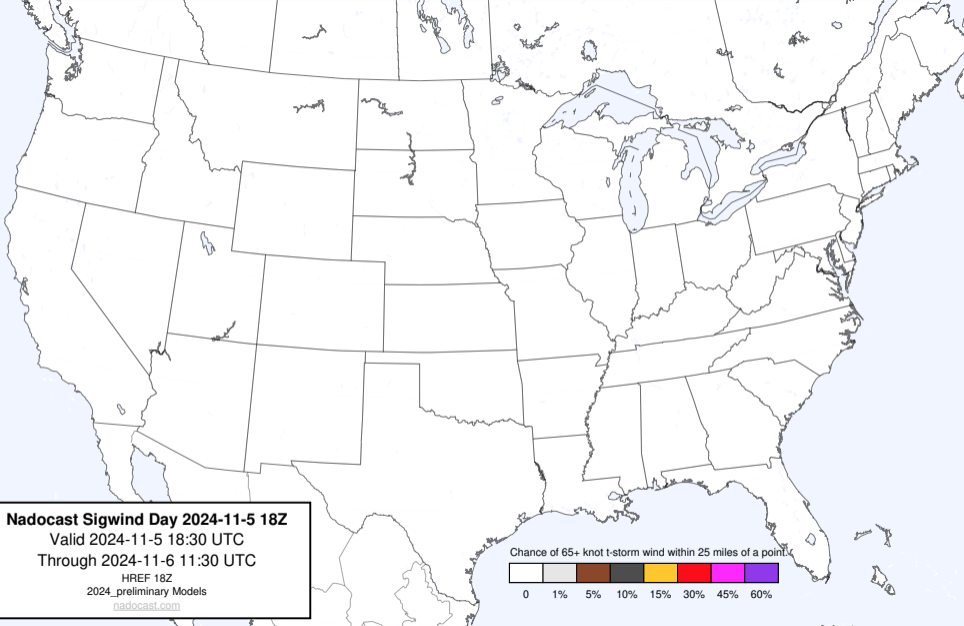 Nadocast Sigwind Day 2024-11-5 18Z
Valid 2024-11-5 18:30 UTC
Through 2024-11-6 11:30 UTC
HREF 18Z
2024_preliminary Models
nadocast.com
Chance of 65+ knot t-storm wind within 25 miles of a point.
0 1% 5% 10% 15% 30% 45% 60%